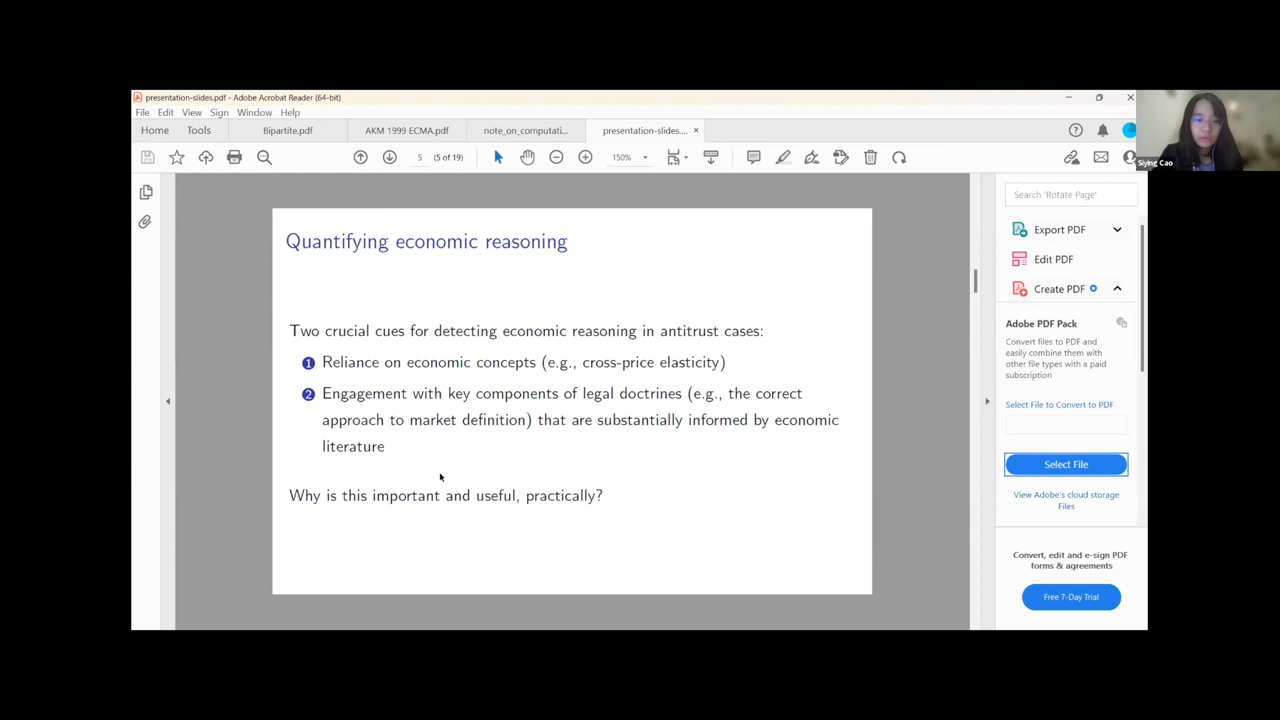 presentation-slides.pdf - Adobe Acrobat Reader (64-bit)
File Edit View Sign Window Help
Home Tools Bipartite.pdf AKM 1999 ECMA.pdf note_on_computati... presentation-slides.... ×
5 (5 of 19) 150%
Siying Cao
Quantifying economic reasoning
Two crucial cues for detecting economic reasoning in antitrust cases:
1 Reliance on economic concepts (e.g., cross-price elasticity)
2 Engagement with key components of legal doctrines (e.g., the correct
approach to market definition) that are substantially informed by economic
literature
Why is this important and useful, practically?
Search 'Rotate Page'
Export PDF
Edit PDF
Create PDF
Adobe PDF Pack
Convert files to PDF and
easily combine them with
other file types with a paid
subscription
Select File to Convert to PDF
Select File
View Adobe's cloud storage
Files
Convert, edit and e-sign PDF
forms & agreements
Free 7-Day Trial